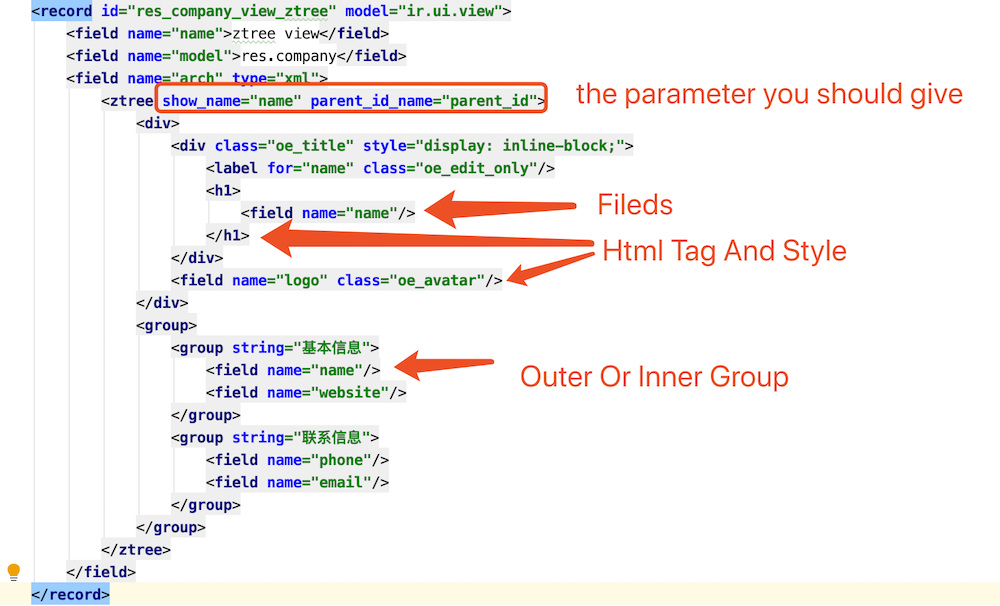 <record id="res_company_view_ztree" model="ir.ui.view">
<field name="name">ztree view</field>
<field name="model">res.company</field>
<field name="arch" type="xml">
<ztree show_name="name" parent_id_name="parent_id">
the parameter you should give
<div>
<div class="oe_title" style="display: inline-block;">
<label for="name" class="oe_edit_only"/>
<h1>
<field name="name"/>
Fileds
</h1>
Html Tag And Style
</div>
<field name="logo" class="oe_avatar"/>
</div>
<group>
<group string="基本信息">
<field name="name"/>
Outer Or Inner Group
<field name="website"/>
</group>
<group string="联系信息">
<field name="phone"/>
<field name="email"/>
</group>
</group>
</ztree>
</field>
</record>